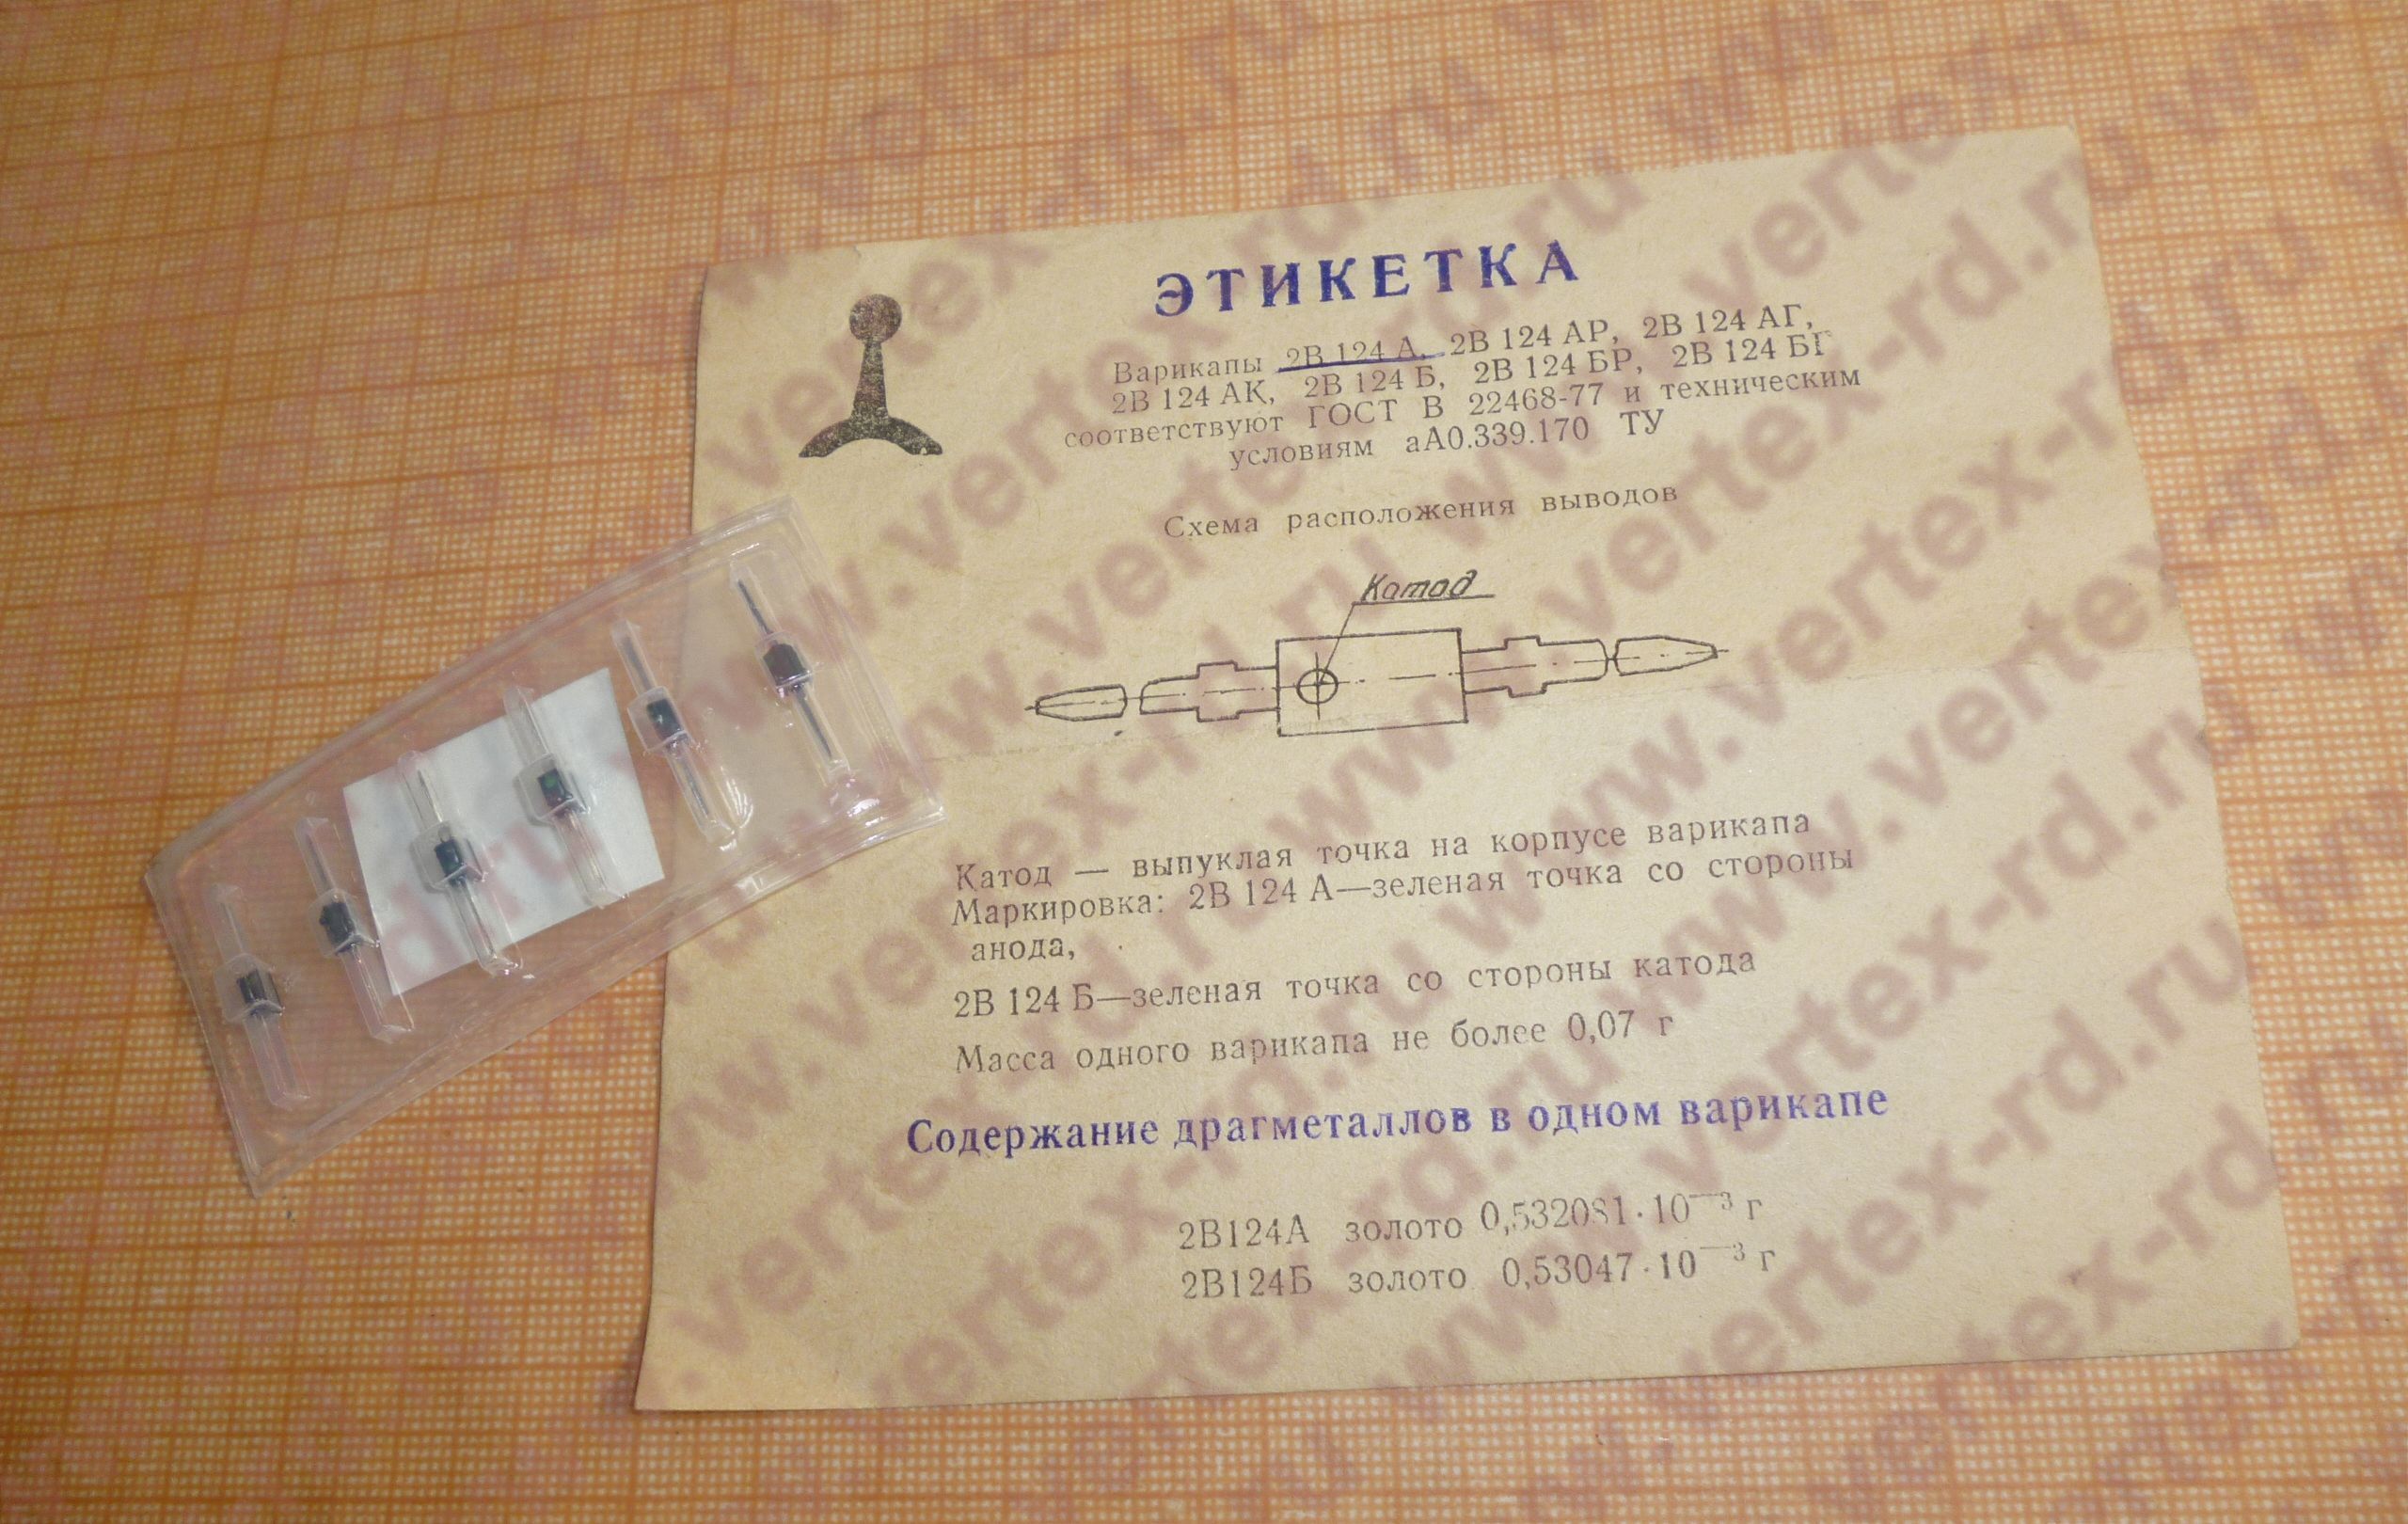 ЭТИКЕТКА
Варикапы 2В 124 А, 2В 124 АР, 2В 124 АГ,
2В 124 АК, 2В 124 Б, 2В 124 БР, 2В 124 БГ
соответствуют ГОСТ В 22468-77 и техническим
условиям аА0.339.170 ТУ
Схема расположения выводов
Катод
Катод — выпуклая точка на корпусе варикапа
Маркировка: 2В 124 А—зеленая точка со стороны
анода,
2В 124 Б—зеленая точка со стороны катода
Масса одного варикапа не более 0,07 г
Содержание драгметаллов в одном варикапе
2В124А золото 0,532081·10⁻³ г
2В124Б золото 0,53047·10⁻³ г
www.vertex-rd.ru